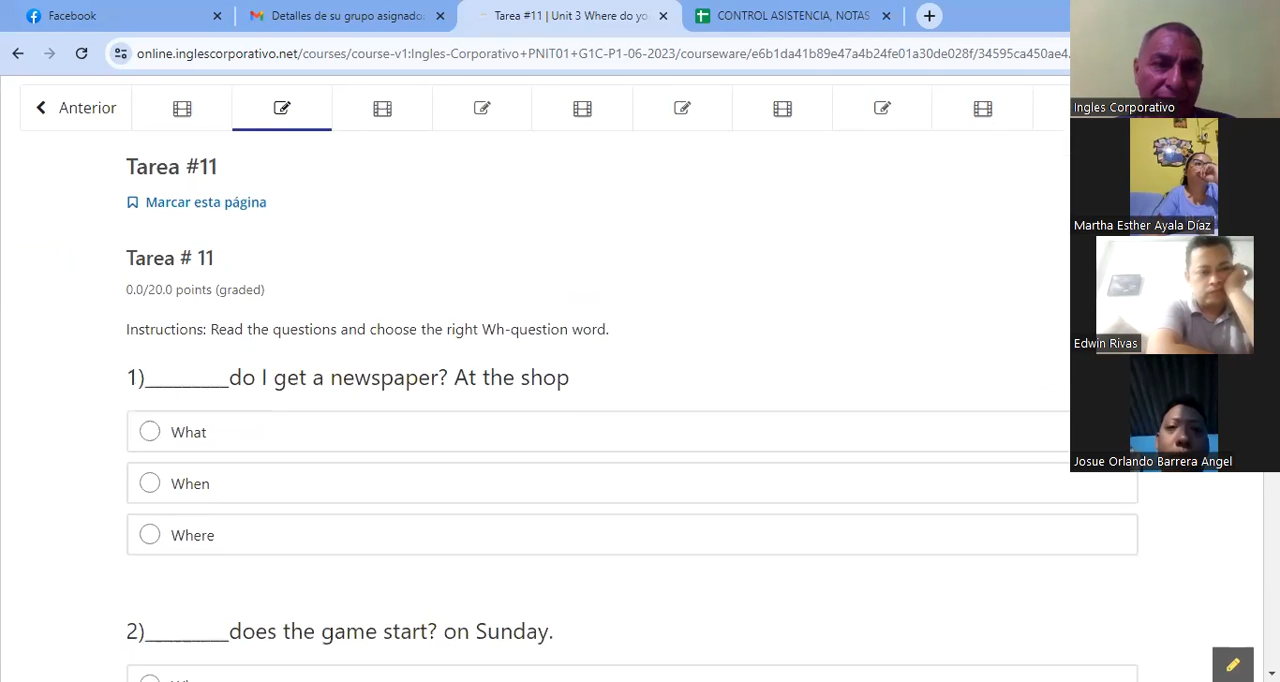 Facebook
Detalles de su grupo asignado
Tarea #11 | Unit 3 Where do yo
CONTROL ASISTENCIA, NOTAS
online.inglescorporativo.net/courses/course-v1:Ingles-Corporativo+PNIT01+G1C-P1-06-2023/courseware/e6b1da41b89e47a4b24fe01a30de028f/34595ca450ae4
Anterior
Tarea #11
Marcar esta página
Tarea # 11
0.0/20.0 points (graded)
Instructions: Read the questions and choose the right Wh-question word.
1)_________do I get a newspaper? At the shop
What
When
Where
2)_________does the game start? on Sunday.
Ingles Corporativo
Martha Esther Ayala Díaz
Edwin Rivas
Josue Orlando Barrera Angel